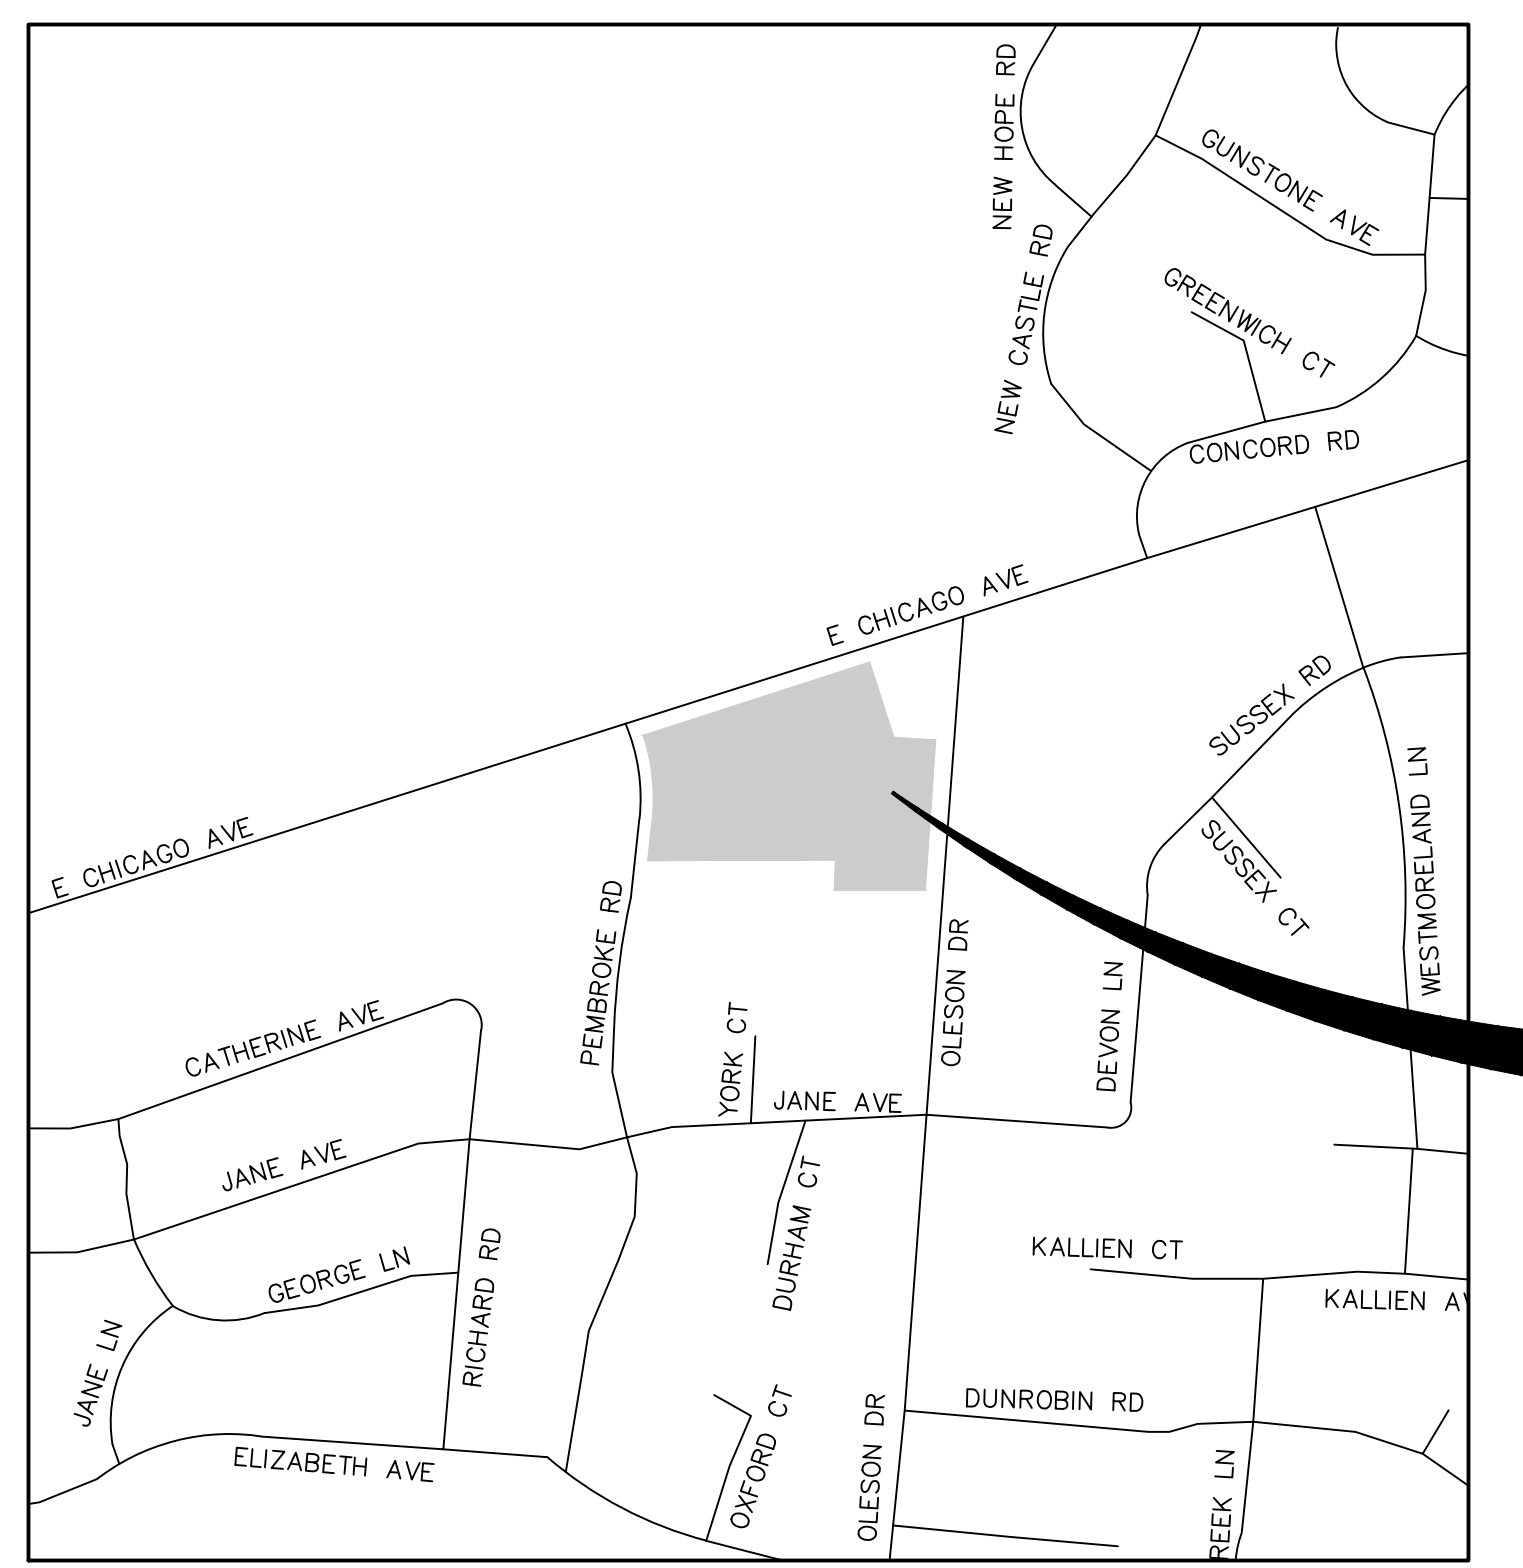 NEW HOPE RD
GUNSTONE AVE
NEW CASTLE RD
GREENWICH CT
CONCORD RD
E CHICAGO AVE
SUSSEX RD
WESTMORELAND LN
E CHICAGO AVE
SUSSEX CT
PEMBROKE RD
OLESON DR
DEVON LN
CATHERINE AVE
YORK CT
JANE AVE
JANE AVE
DURHAM CT
KALLIEN CT
GEORGE LN
RICHARD RD
KALLIEN AV
JANE LN
DUNROBIN RD
OXFORD CT
OLESON DR
ELIZABETH AVE
REEK LN